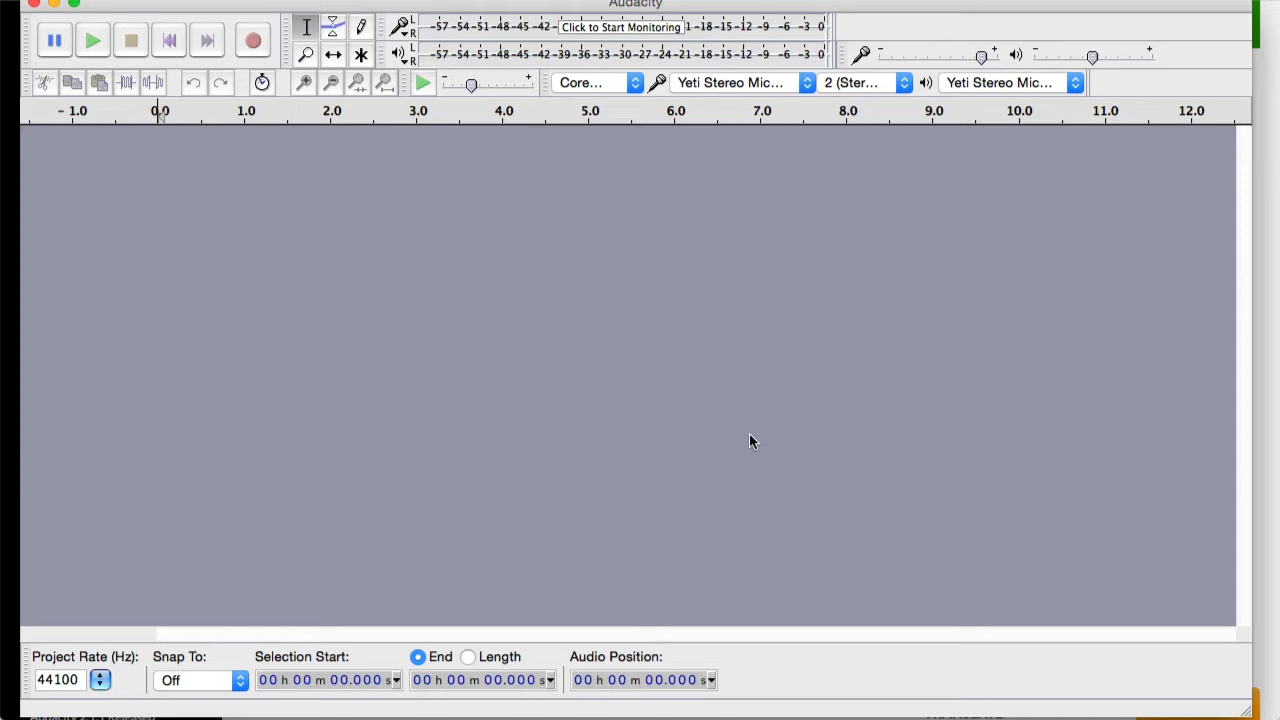 Audacity
L
R
-57 -54 -51 -48 -45 -42 Click to Start Monitoring 1 -18 -15 -12 -9 -6 -3 0
L
R
-57 -54 -51 -48 -45 -42 -39 -36 -33 -30 -27 -24 -21 -18 -15 -12 -9 -6 -3 0
- + - +
- + Core... Yeti Stereo Mic... 2 (Ster... Yeti Stereo Mic...
- 1.0 0.0 1.0 2.0 3.0 4.0 5.0 6.0 7.0 8.0 9.0 10.0 11.0 12.0
Project Rate (Hz): Snap To: Selection Start: End Length Audio Position:
44100 Off 00 h 00 m 00.000 s 00 h 00 m 00.000 s 00 h 00 m 00.000 s